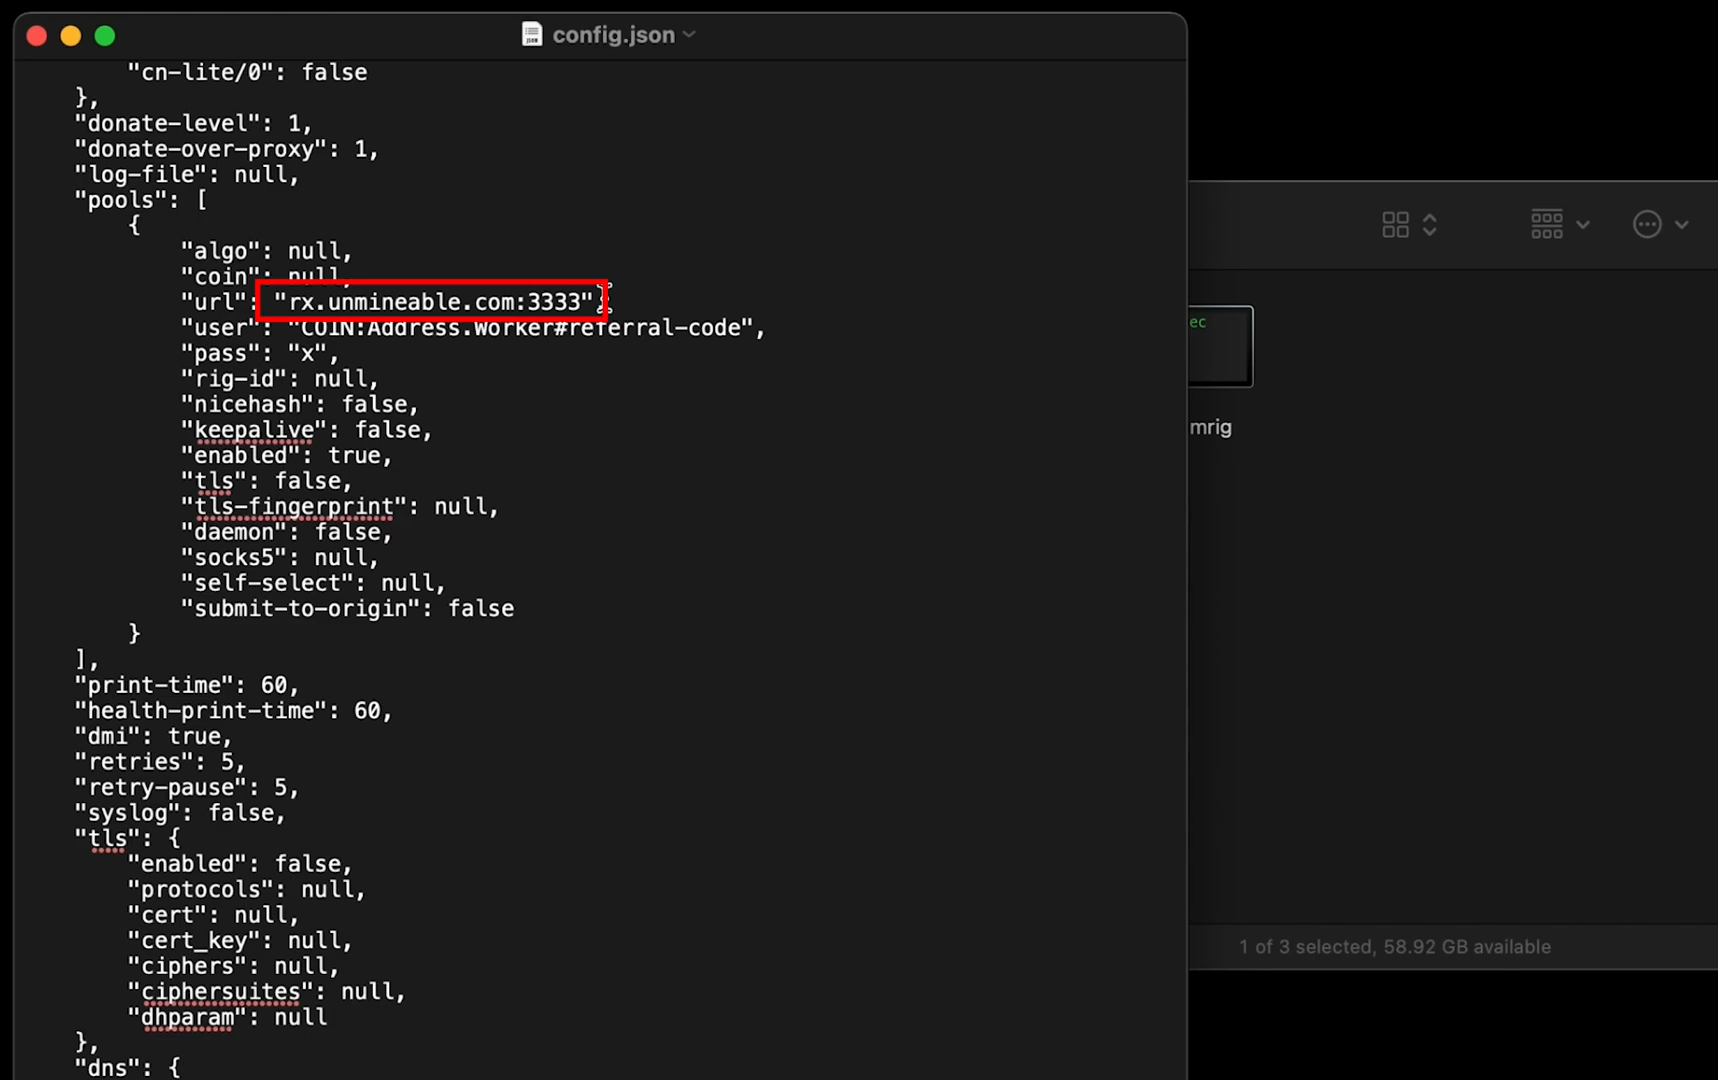 config.json
"cn-lite/0": false
},
"donate-level": 1,
"donate-over-proxy": 1,
"log-file": null,
"pools": [
{
"algo": null,
"coin": null,
"url": "rx.unmineable.com:3333",
"user": "COIN:Address.Worker#referral-code",
"pass": "x",
"rig-id": null,
"nicehash": false,
"keepalive": false,
"enabled": true,
"tls": false,
"tls-fingerprint": null,
"daemon": false,
"socks5": null,
"self-select": null,
"submit-to-origin": false
}
],
"print-time": 60,
"health-print-time": 60,
"dmi": true,
"retries": 5,
"retry-pause": 5,
"syslog": false,
"tls": {
"enabled": false,
"protocols": null,
"cert": null,
"cert_key": null,
"ciphers": null,
"ciphersuites": null,
"dhparam": null
},
"dns": {
ec
mrig
1 of 3 selected, 58.92 GB available